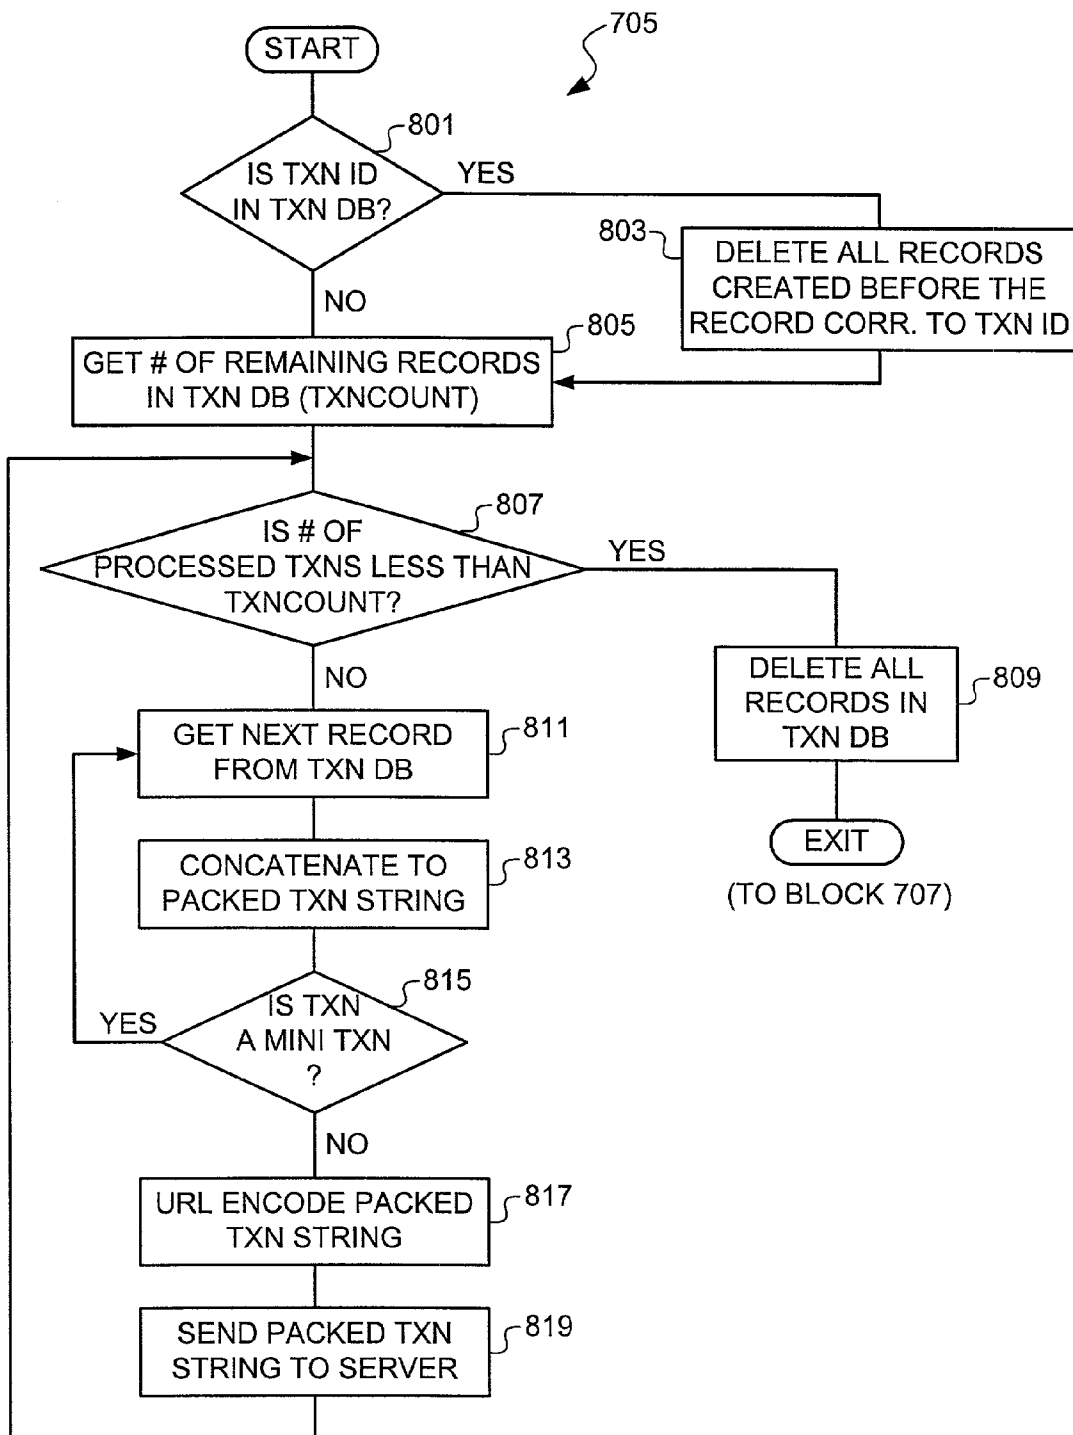 START
705
801
IS TXN ID
IN TXN DB?
YES
803
DELETE ALL RECORDS
CREATED BEFORE THE
RECORD CORR. TO TXN ID
NO
805
GET # OF REMAINING RECORDS
IN TXN DB (TXNCOUNT)
807
IS # OF
PROCESSED TXNS LESS THAN
TXNCOUNT?
YES
NO
809
DELETE ALL
RECORDS IN
TXN DB
EXIT
(TO BLOCK 707)
811
GET NEXT RECORD
FROM TXN DB
813
CONCATENATE TO
PACKED TXN STRING
815
IS TXN
A MINI TXN
?
YES
NO
817
URL ENCODE PACKED
TXN STRING
819
SEND PACKED TXN
STRING TO SERVER